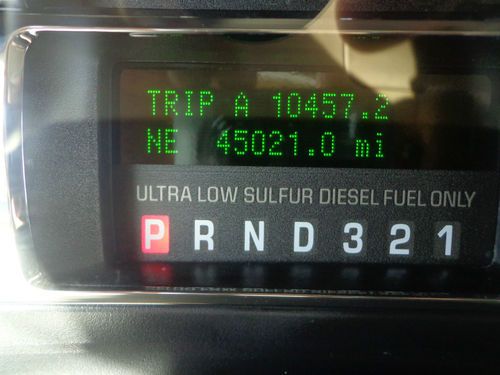 TRIP A 10457.2
NE 45021.0 mi
ULTRA LOW SULFUR DIESEL FUEL ONLY
P R N D 3 2 1